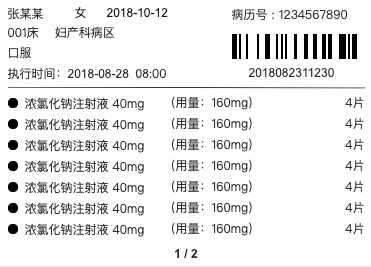 张某某 女 2018-10-12 病历号：1234567890
001床 妇产科病区
口服
执行时间：2018-08-28 08:00 2018082311230
浓氯化钠注射液 40mg （用量：160mg） 4片
浓氯化钠注射液 40mg （用量：160mg） 4片
浓氯化钠注射液 40mg （用量：160mg） 4片
浓氯化钠注射液 40mg （用量：160mg） 4片
浓氯化钠注射液 40mg （用量：160mg） 4片
浓氯化钠注射液 40mg （用量：160mg） 4片
浓氯化钠注射液 40mg （用量：160mg） 4片
1 / 2